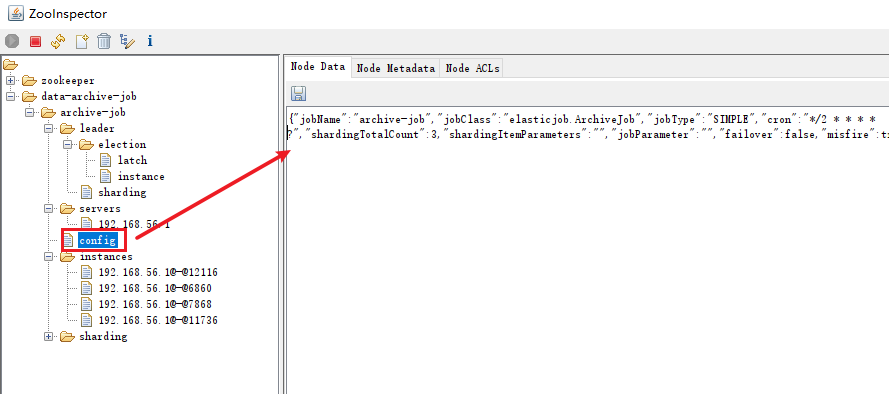 ZooInspector
Node Data Node Metadata Node ACLs
zookeeper
data-archive-job
archive-job
leader
election
latch
instance
sharding
servers
192.168.56.1
config
instances
192.168.56.1@-@12116
192.168.56.1@-@6860
192.168.56.1@-@7868
192.168.56.1@-@11736
sharding
{"jobName":"archive-job","jobClass":"elasticjob.ArchiveJob","jobType":"SIMPLE","cron":"*/2 * * * *
?","shardingTotalCount":3,"shardingItemParameters":"","jobParameter":"","failover":false,"misfire":